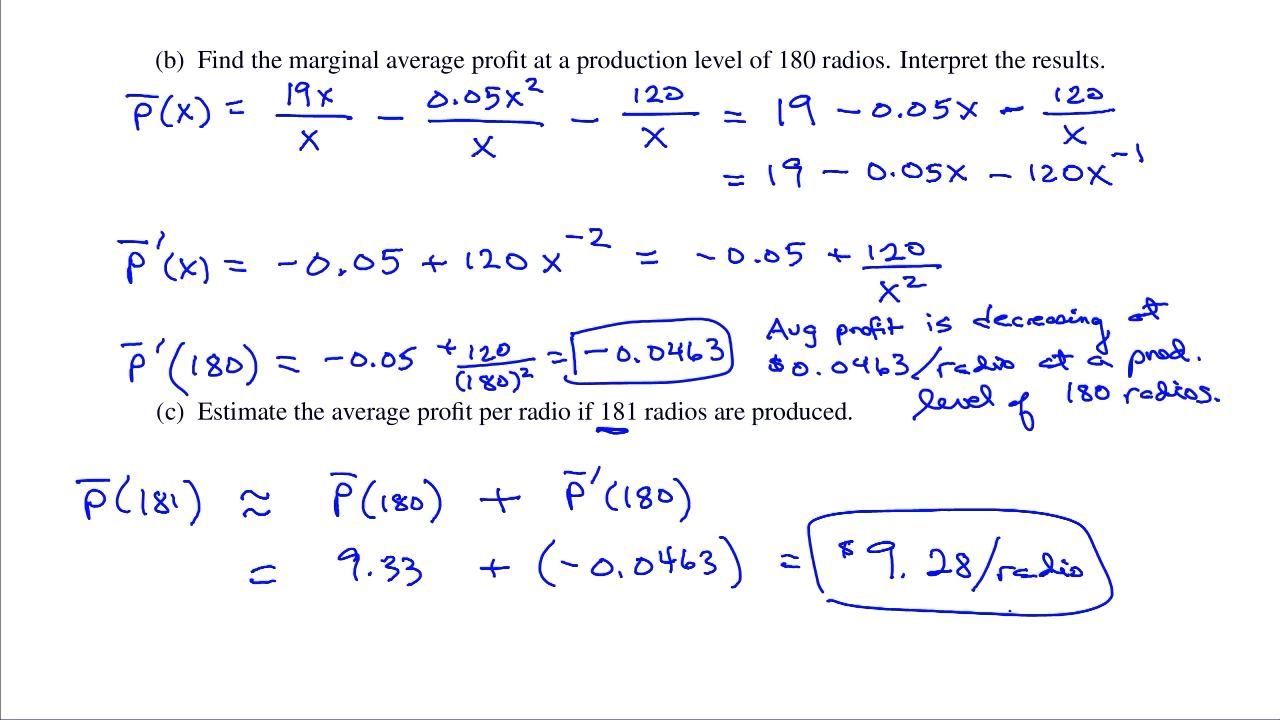 (b) Find the marginal average profit at a production level of 180 radios. Interpret the results.
P̅(x) = 19x/x − 0.05x²/x − 120/x = 19 − 0.05x − 120/x
= 19 − 0.05x − 120x⁻¹
P̅'(x) = −0.05 + 120x⁻² = −0.05 + 120/x²
P̅'(180) = −0.05 + 120/(180)² = −0.0463
Avg profit is decreasing at
$0.0463/radio at a prod.
level of 180 radios.
(c) Estimate the average profit per radio if 181 radios are produced.
P̅(181) ≈ P̅(180) + P̅'(180)
= 9.33 + (−0.0463) = $9.28/radio